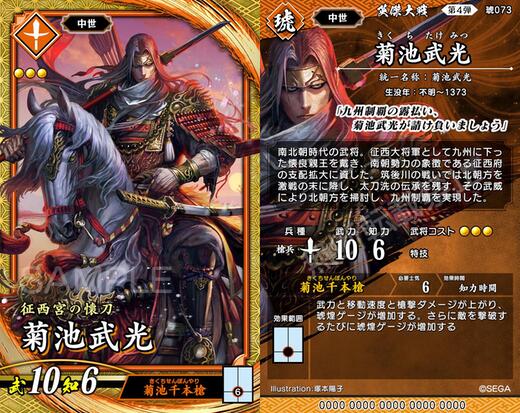 中世
征西宮の懐刀
菊池武光
武10知6
きくちせんぼんやり
菊池千本槍
6
SAMPLE
琥
中世
英傑大戦
第4弾
琥073
きくち たけみつ
菊池武光
統一名称：菊池武光
生没年：不明～1373
「九州制覇の露払い、
菊池武光が請け負いましょう」
南北朝時代の武将。征西大将軍として九州に下っ
た懐良親王を戴き、南朝勢力の象徴である征西府
の支配拡大に資した。筑後川の戦いでは北朝方を
激戦の末に降し、太刀洗の伝承を残す。その武威
により北朝方を掃討し、九州制覇を実現した。
兵種 武力 知力 武将コスト
槍兵 10 6 特技
きくちせんぼんやり 必要士気 効果時間
菊池千本槍 6 知力時間
効果範囲
武力と移動速度と槍撃ダメージが上がり、
琥煌ゲージが増加する。さらに敵を撃破す
るたびに琥煌ゲージが増加する
Illustration:塚本陽子
©SEGA
0000 0000 0000 0000 0000